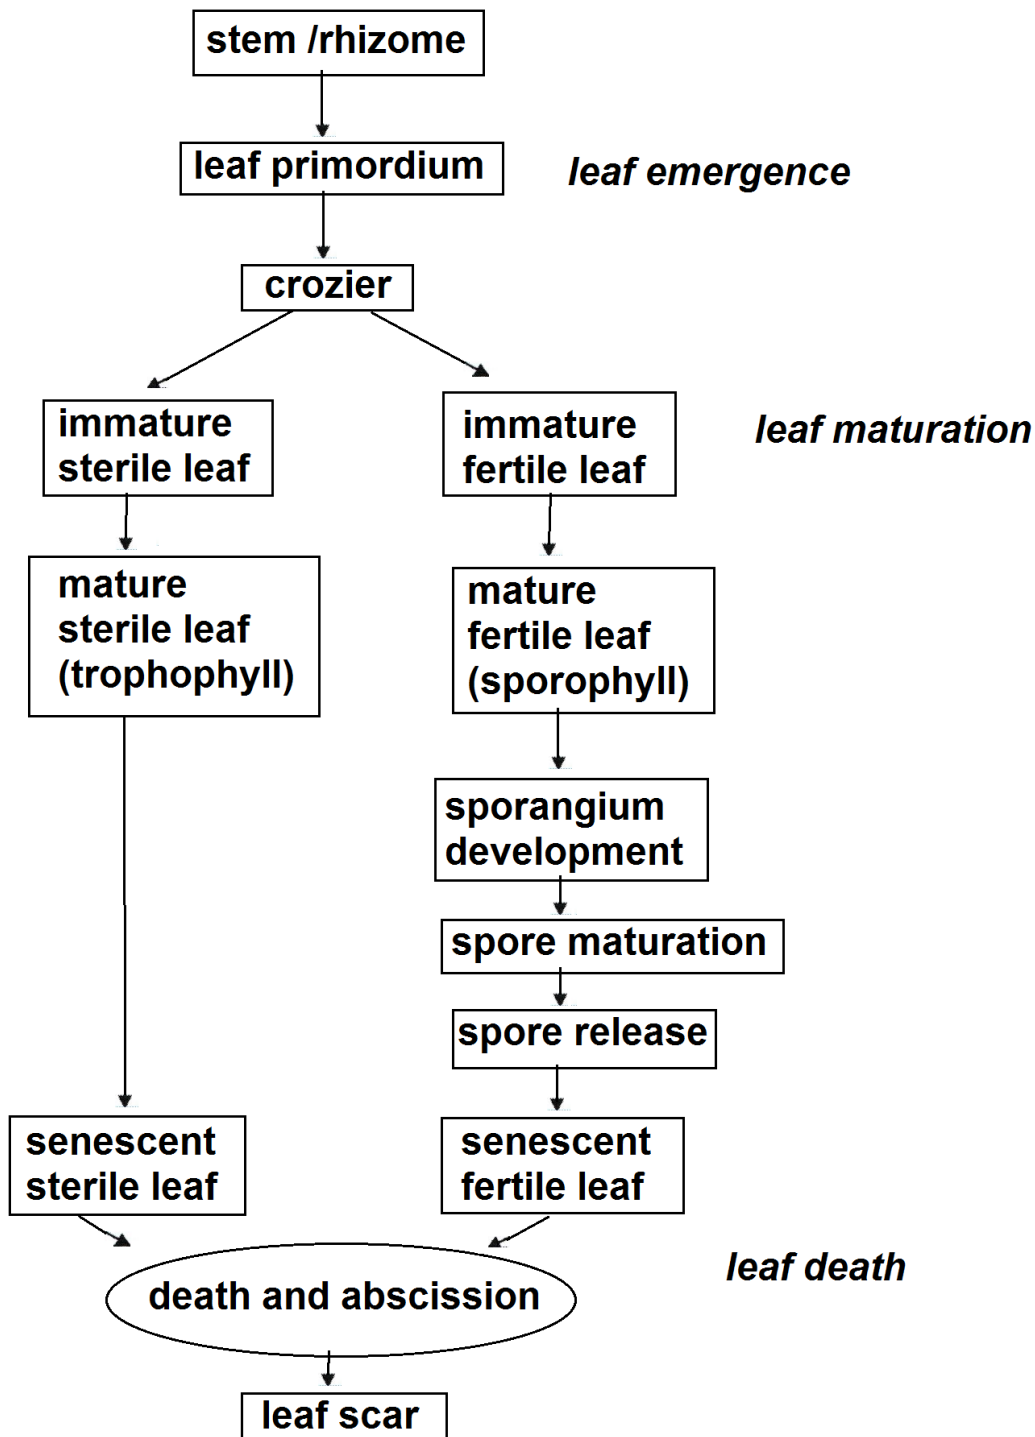 stem /rhizome
leaf primordium
leaf emergence
crozier
immature
sterile leaf
immature
fertile leaf
leaf maturation
mature
sterile leaf
(trophophyll)
mature
fertile leaf
(sporophyll)
sporangium
development
spore maturation
spore release
senescent
sterile leaf
senescent
fertile leaf
leaf death
death and abscission
leaf scar